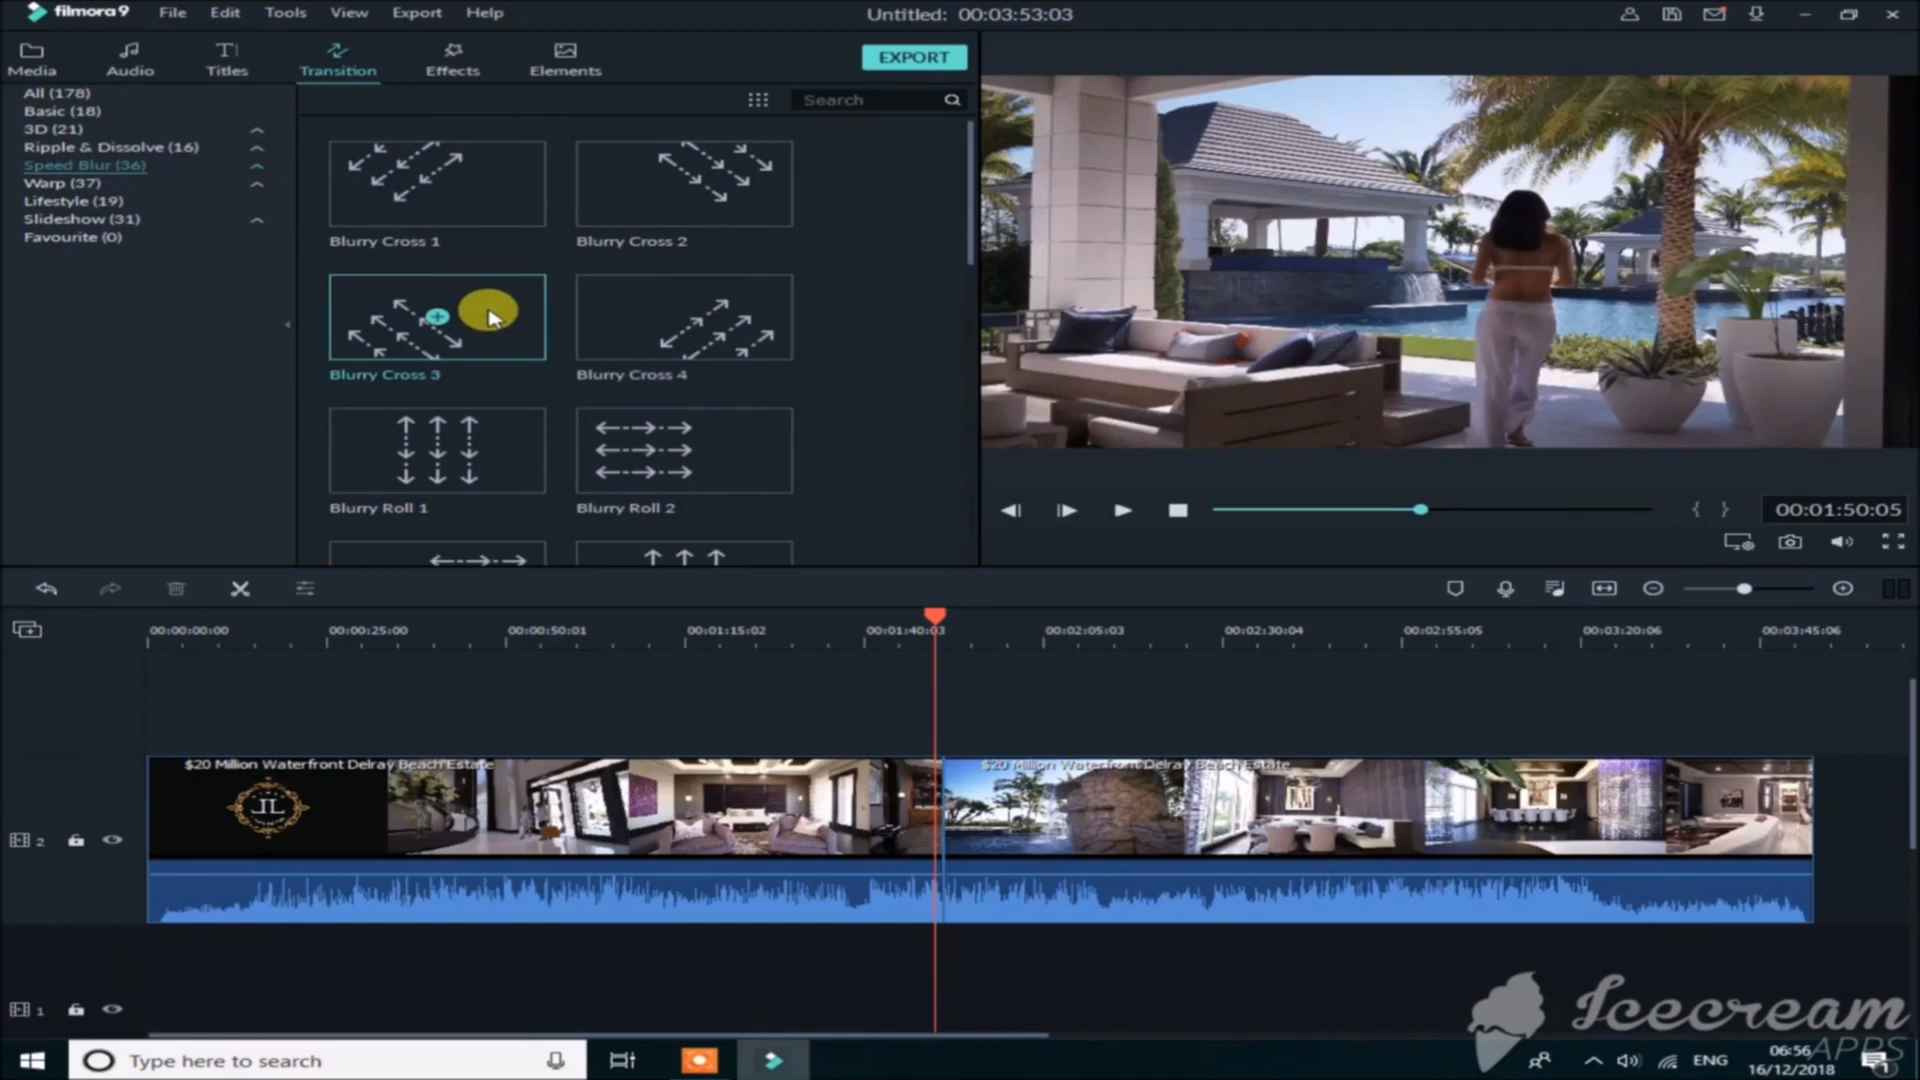 filmora9 File Edit Tools View Export Help Untitled: 00:03:53:03
Media Audio Titles Transition Effects Elements EXPORT
All (178)
Basic (18)
3D (21)
Ripple & Dissolve (16)
Speed Blur (36)
Warp (37)
Lifestyle (19)
Slideshow (31)
Favourite (0)
Search
Blurry Cross 1 Blurry Cross 2
Blurry Cross 3 Blurry Cross 4
Blurry Roll 1 Blurry Roll 2
00:01:50:05
00:00:00:00 00:00:25:00 00:00:50:01 00:01:15:02 00:01:40:03 00:02:05:03 00:02:30:04 00:02:55:05 00:03:20:06 00:03:45:06
$20 Million Waterfront Delray Beach Estate $20 Million Waterfront Delray Beach Estate
JL
2
1
Icecream
APPS
Type here to search ENG 06:56
16/12/2018 1